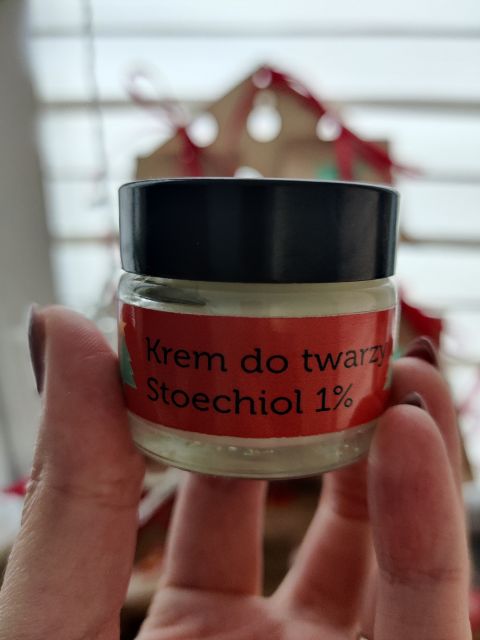 Krem do twarzy
Stoechiol 1%